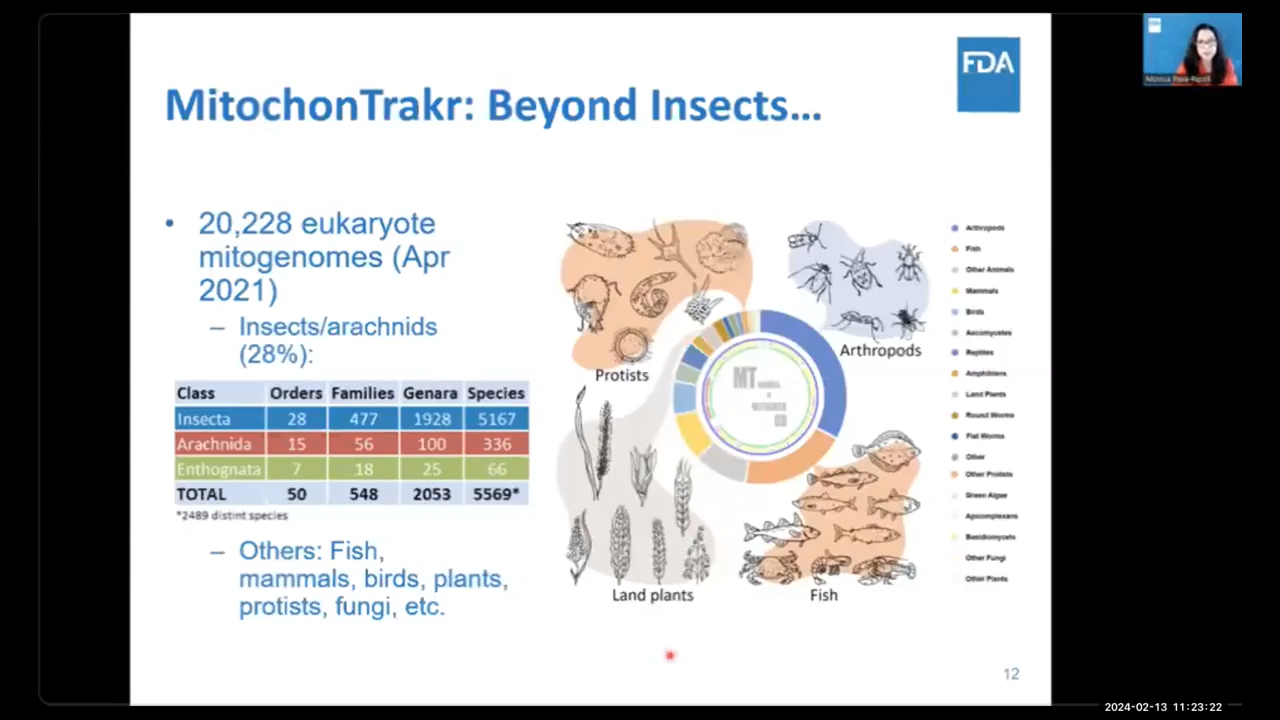 FDA
MitochonTrakr: Beyond Insects...
• 20,228 eukaryote
mitogenomes (Apr
2021)
– Insects/arachnids
(28%):
Class Orders Families Genara Species
Insecta 28 477 1928 5167
Arachnida 15 56 100 336
Enthognata 7 18 25 66
TOTAL 50 548 2053 5569*
*2489 distint species
– Others: Fish,
mammals, birds, plants,
protists, fungi, etc.
Protists
Arthropods
Land plants
Fish
MT
DB
Arthropods
Fish
Other Animals
Mammals
Birds
Ascomycetes
Reptiles
Amphibians
Land Plants
Round Worms
Flat Worms
Other
Other Protists
Green Algae
Apicomplexans
Basidiomycets
Other Fungi
Other Plants
12
2024-02-13 11:23:22